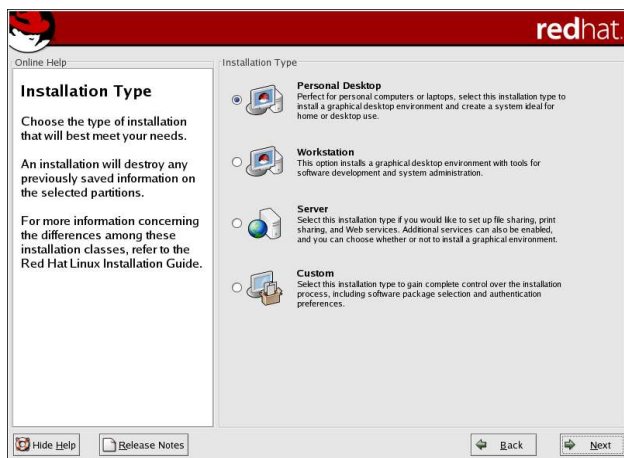 redhat.
Online Help
Installation Type
Choose the type of installation
that will best meet your needs.
An installation will destroy any
previously saved information on
the selected partitions.
For more information concerning
the differences among these
installation classes, refer to the
Red Hat Linux Installation Guide.
Installation Type
Personal Desktop
Perfect for personal computers or laptops, select this installation type to
install a graphical desktop environment and create a system ideal for
home or desktop use.
Workstation
This option installs a graphical desktop environment with tools for
software development and system administration.
Server
Select this installation type if you would like to set up file sharing, print
sharing, and Web services. Additional services can also be enabled,
and you can choose whether or not to install a graphical environment.
Custom
Select this installation type to gain complete control over the installation
process, including software package selection and authentication
preferences.
Hide Help
Release Notes
Back
Next